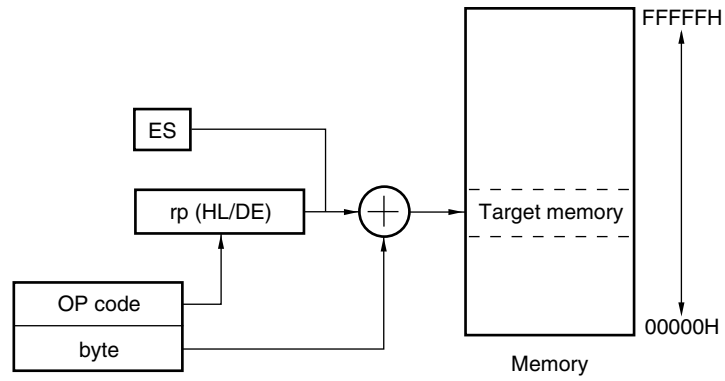 FFFFFH
ES
rp (HL/DE)
Target memory
OP code
byte
00000H
Memory